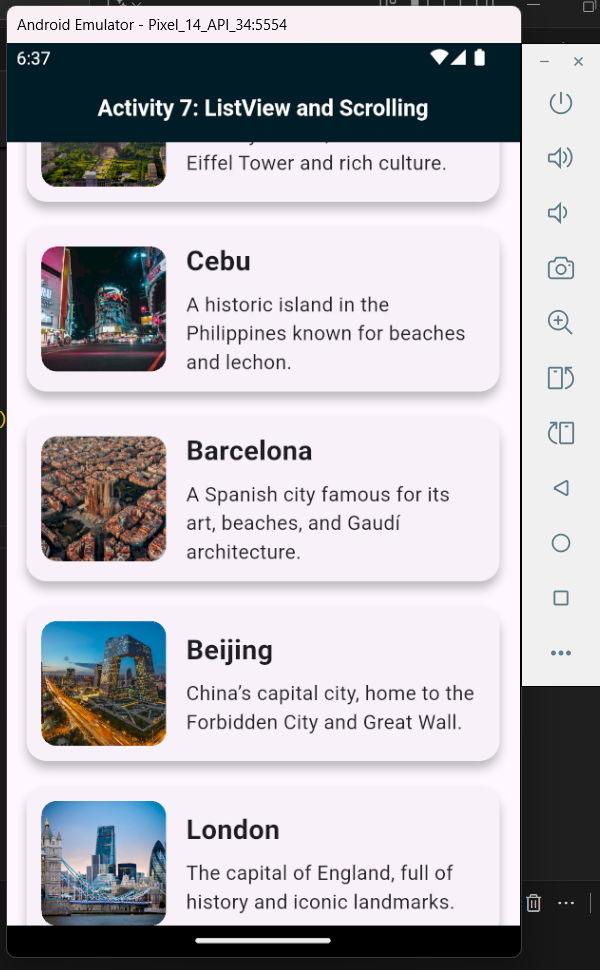 Android Emulator - Pixel_14_API_34:5554
6:37
Activity 7: ListView and Scrolling
Eiffel Tower and rich culture.
Cebu
A historic island in the
Philippines known for beaches
and lechon.
Barcelona
A Spanish city famous for its
art, beaches, and Gaudí
architecture.
Beijing
China’s capital city, home to the
Forbidden City and Great Wall.
London
The capital of England, full of
history and iconic landmarks.